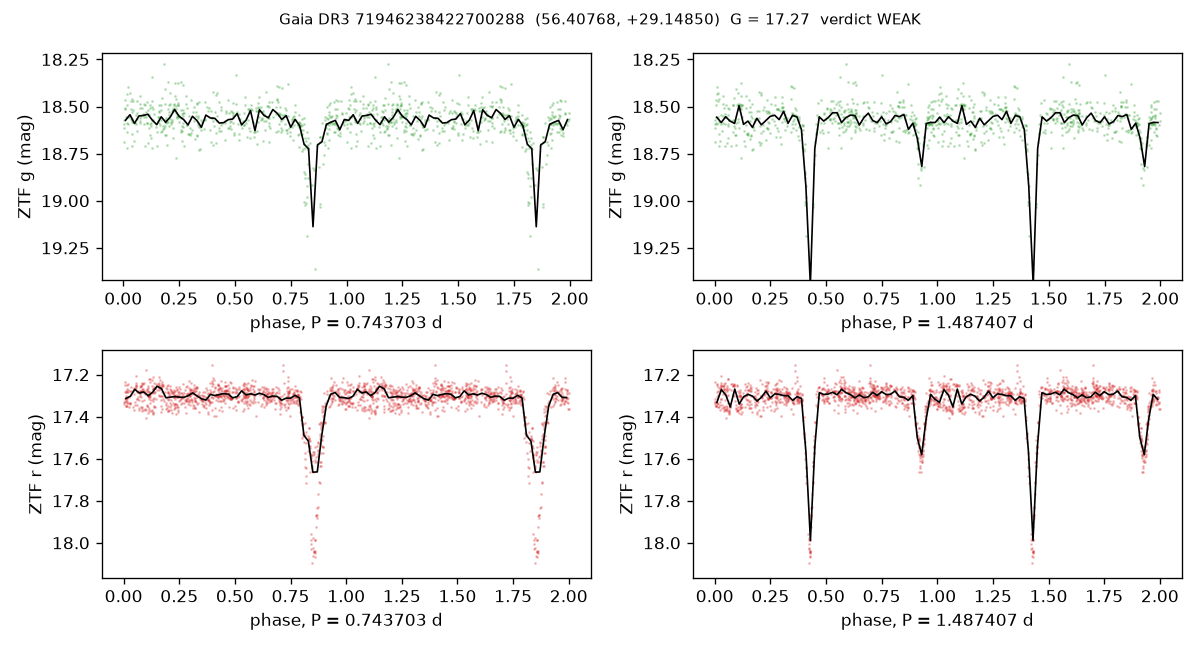 Gaia DR3 71946238422700288 (56.40768, +29.14850) G = 17.27 verdict WEAK
18.25
18.50
18.75
19.00
19.25
ZTF g (mag)
0.00 0.25 0.50 0.75 1.00 1.25 1.50 1.75 2.00
phase, P = 0.743703 d
18.25
18.50
18.75
19.00
19.25
ZTF g (mag)
0.00 0.25 0.50 0.75 1.00 1.25 1.50 1.75 2.00
phase, P = 1.487407 d
17.2
17.4
17.6
17.8
18.0
ZTF r (mag)
0.00 0.25 0.50 0.75 1.00 1.25 1.50 1.75 2.00
phase, P = 0.743703 d
17.2
17.4
17.6
17.8
18.0
ZTF r (mag)
0.00 0.25 0.50 0.75 1.00 1.25 1.50 1.75 2.00
phase, P = 1.487407 d